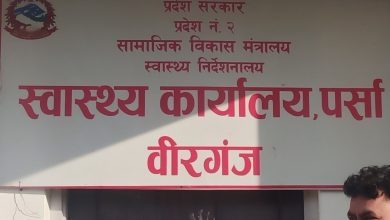 प्रदेश सरकार
प्रदेश नं. २
सामाजिक विकास मंत्रालय
स्वास्थ्य निर्देशनालय
स्वास्थ्य कार्यालय, पर्सा
वीरगंज